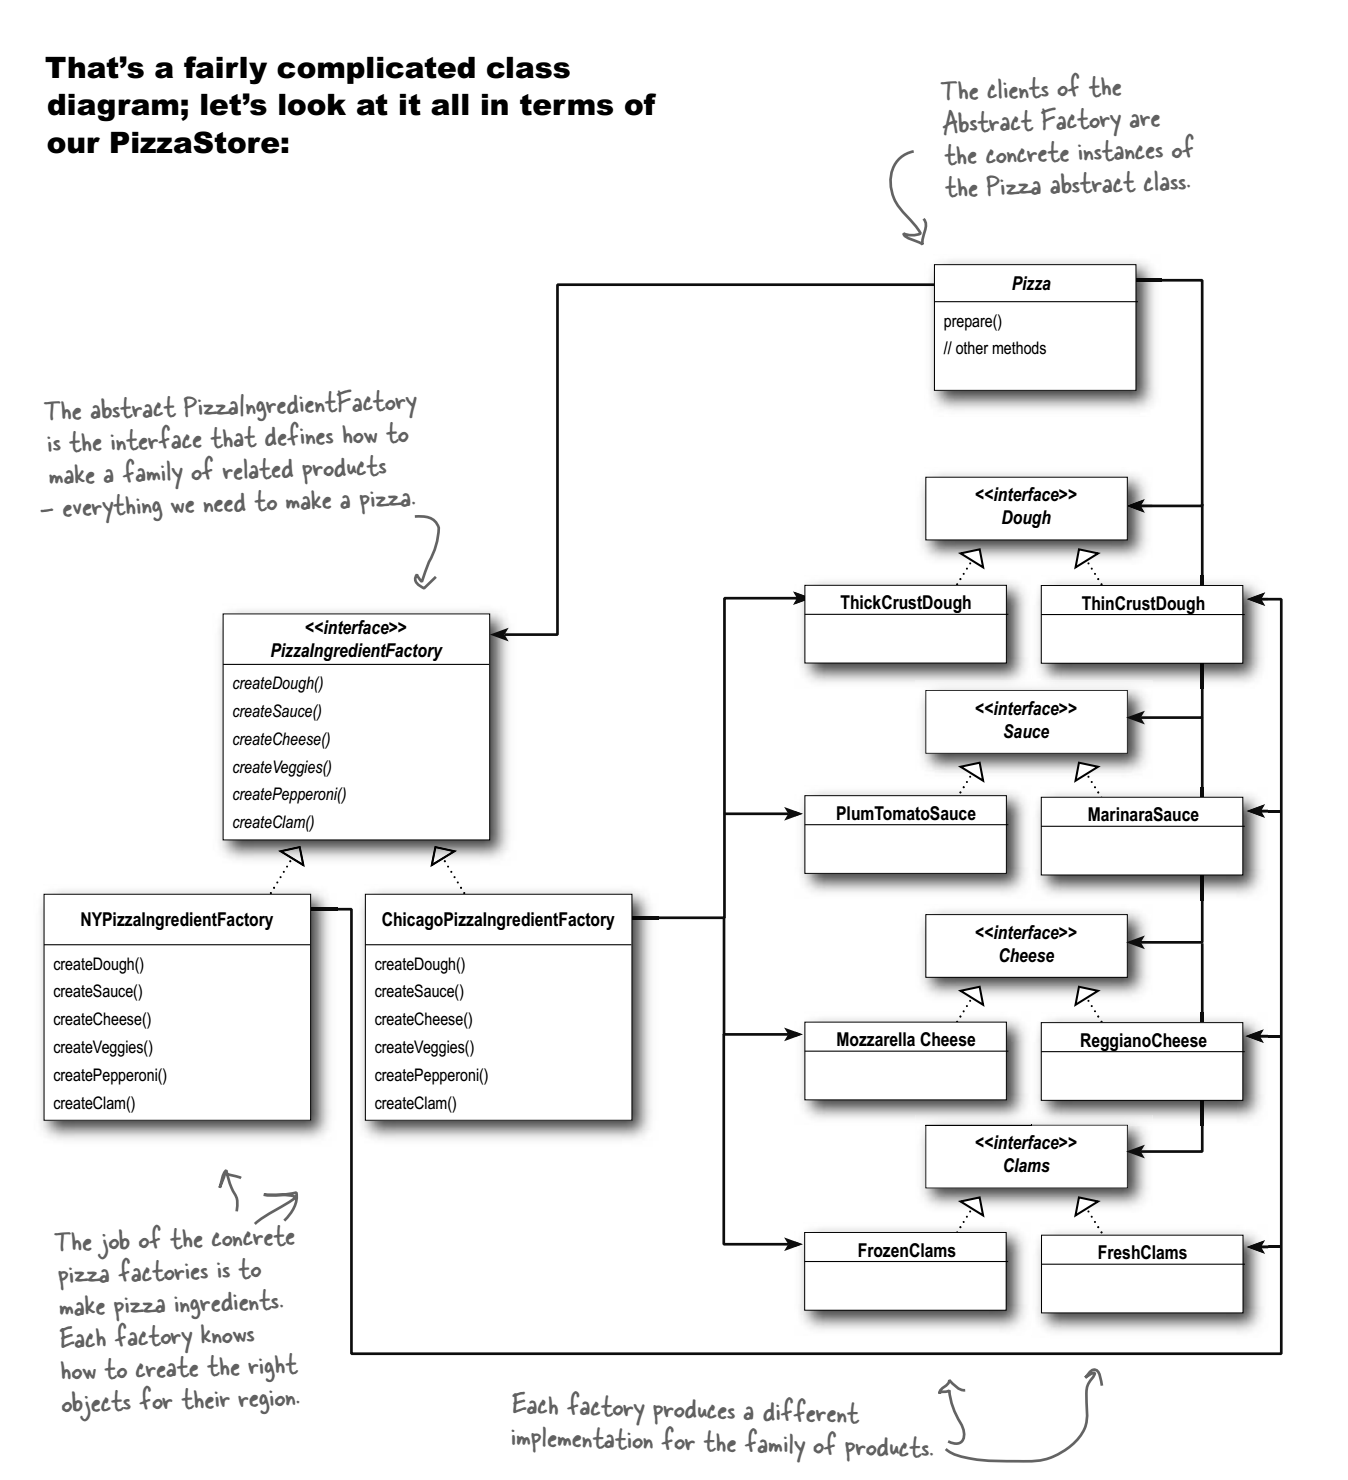 That's a fairly complicated class
diagram; let's look at it all in terms of
our PizzaStore:
The clients of the
Abstract Factory are
the concrete instances of
the Pizza abstract class.
Pizza
prepare()
// other methods
The abstract PizzaIngredientFactory
is the interface that defines how to
make a family of related products
– everything we need to make a pizza.
<<interface>>
Dough
ThickCrustDough
ThinCrustDough
<<interface>>
PizzaIngredientFactory
createDough()
createSauce()
createCheese()
createVeggies()
createPepperoni()
createClam()
<<interface>>
Sauce
PlumTomatoSauce
MarinaraSauce
NYPizzaIngredientFactory
createDough()
createSauce()
createCheese()
createVeggies()
createPepperoni()
createClam()
ChicagoPizzaIngredientFactory
createDough()
createSauce()
createCheese()
createVeggies()
createPepperoni()
createClam()
<<interface>>
Cheese
Mozzarella Cheese
ReggianoCheese
<<interface>>
Clams
FrozenClams
FreshClams
The job of the concrete
pizza factories is to
make pizza ingredients.
Each factory knows
how to create the right
objects for their region.
Each factory produces a different
implementation for the family of products.